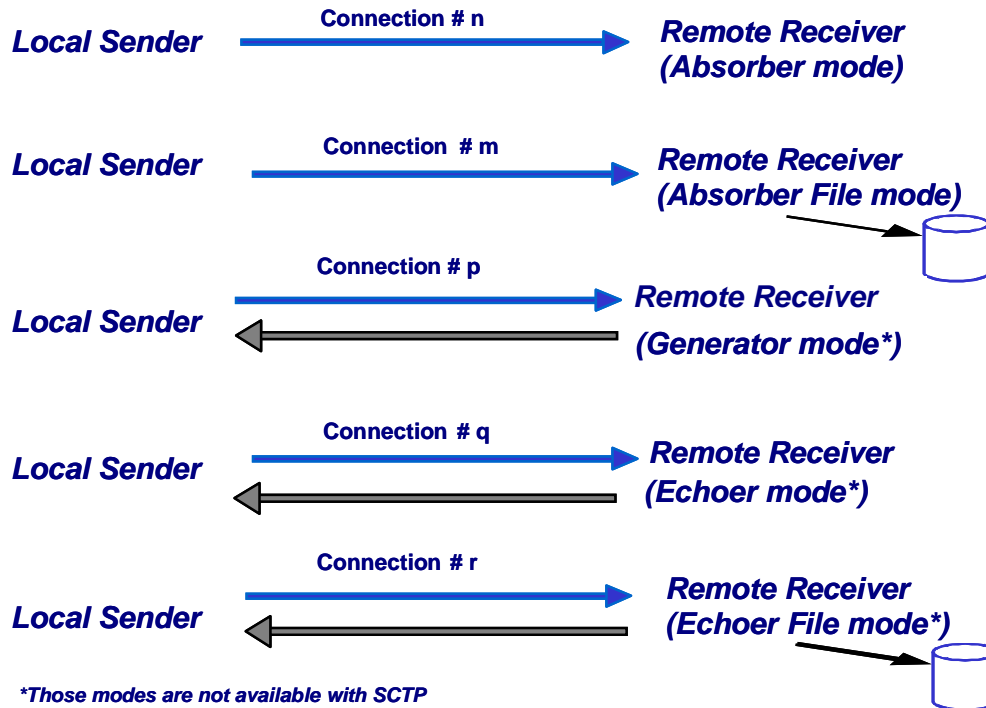 Connection # n
Local Sender
Remote Receiver
(Absorber mode)
Connection # m
Local Sender
Remote Receiver
(Absorber File mode)
Connection # p
Local Sender
Remote Receiver
(Generator mode*)
Connection # q
Local Sender
Remote Receiver
(Echoer mode*)
Connection # r
Local Sender
Remote Receiver
(Echoer File mode*)
*Those modes are not available with SCTP